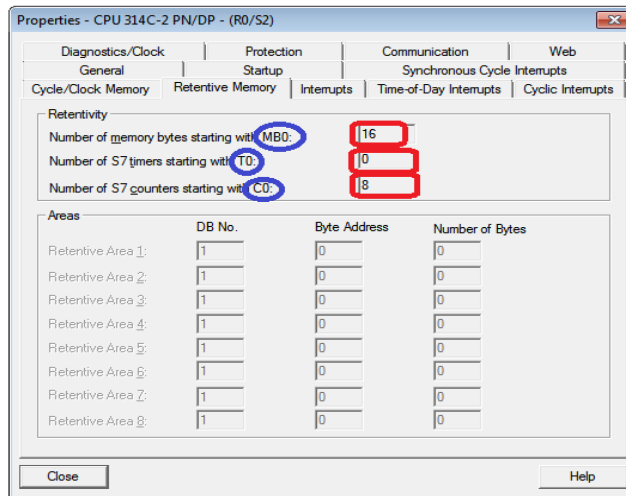 Properties - CPU 314C-2 PN/DP - (R0/S2)
Diagnostics/Clock Protection Communication Web
General Startup Synchronous Cycle Interrupts
Cycle/Clock Memory Retentive Memory Interrupts Time-of-Day Interrupts Cyclic Interrupts
Retentivity
Number of memory bytes starting with MB0: 16
Number of S7 timers starting with T0: 0
Number of S7 counters starting with C0: 8
Areas
DB No. Byte Address Number of Bytes
Retentive Area 1: 1 0 0
Retentive Area 2: 1 0 0
Retentive Area 3: 1 0 0
Retentive Area 4: 1 0 0
Retentive Area 5: 1 0 0
Retentive Area 6: 1 0 0
Retentive Area 7: 1 0 0
Retentive Area 8: 1 0 0
Close Help